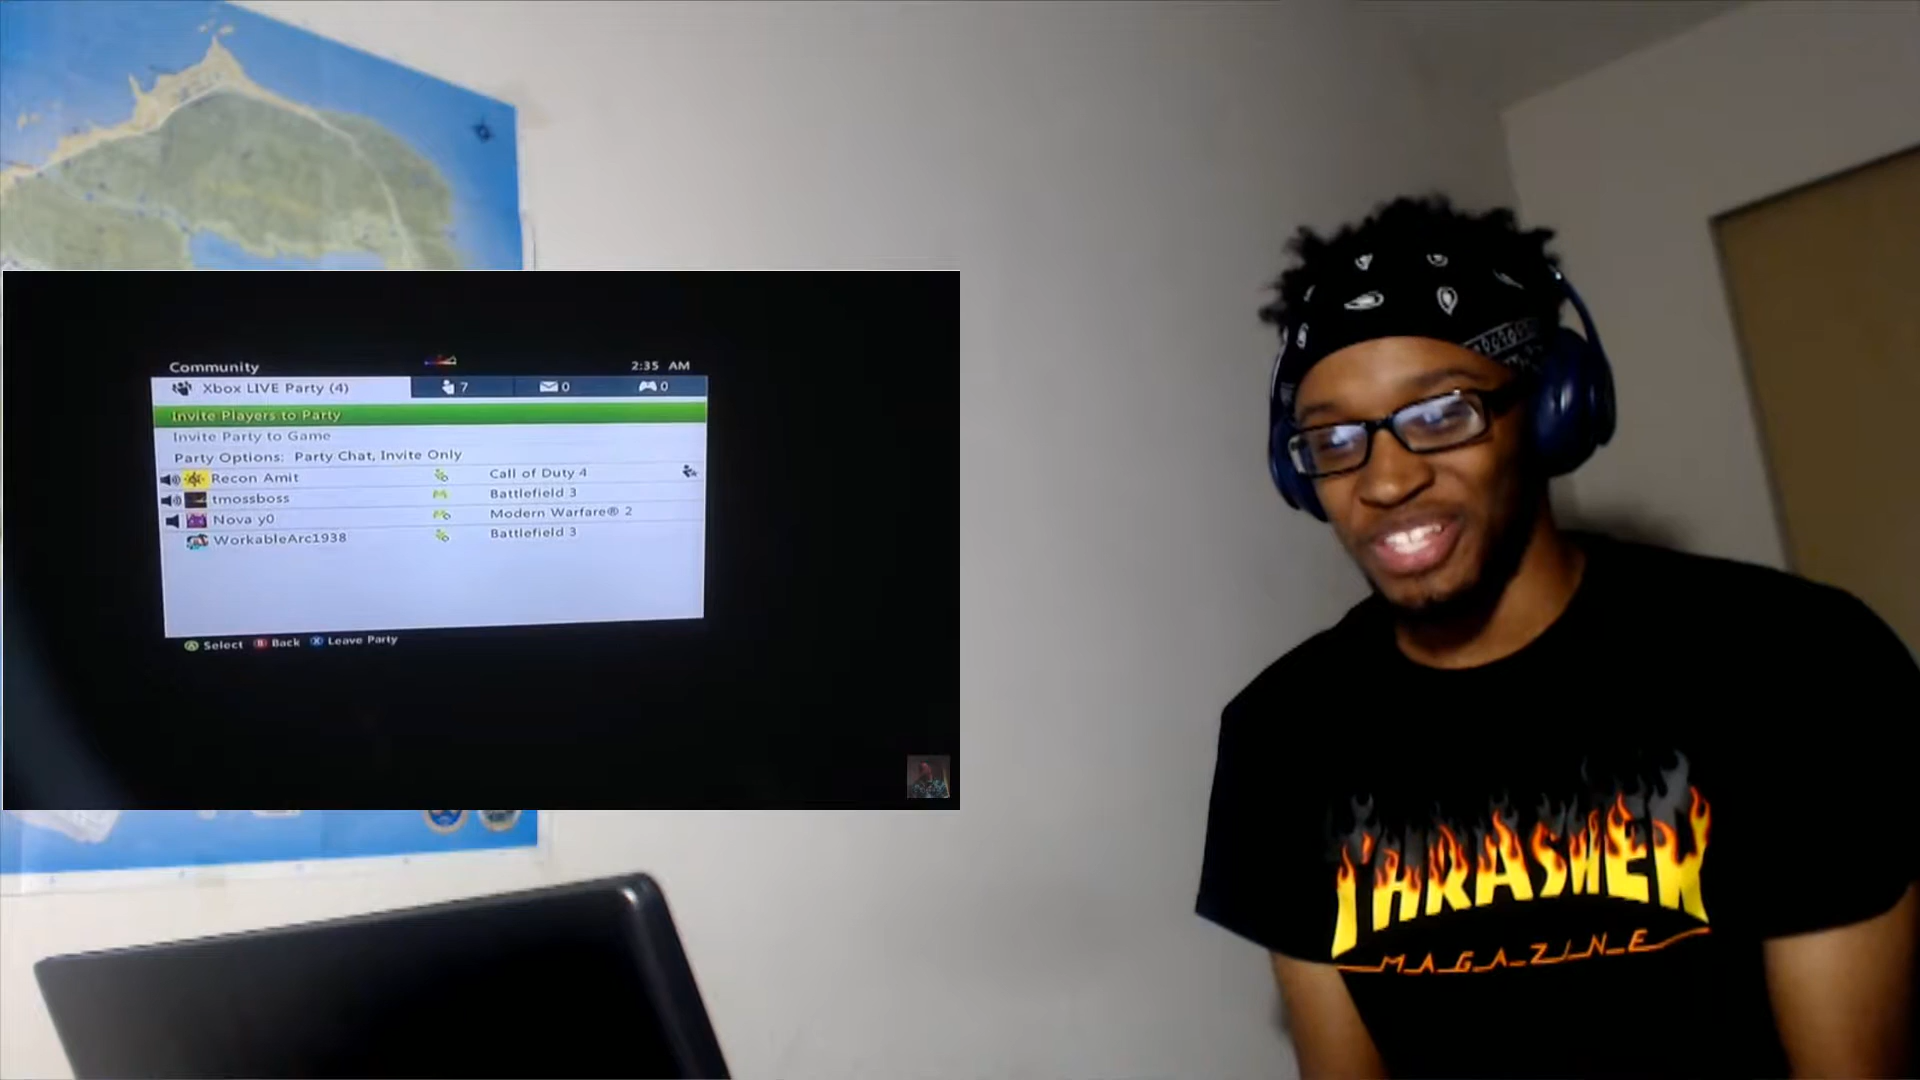 Community
2:35 AM
Xbox LIVE Party (4)
7
0
0
Invite Players to Party
Invite Party to Game
Party Options: Party Chat, Invite Only
Recon Amit
Call of Duty 4
tmossboss
Battlefield 3
Nova y0
Modern Warfare® 2
WorkableArc1938
Battlefield 3
A Select B Back X Leave Party
THRASHER
MAGAZINE